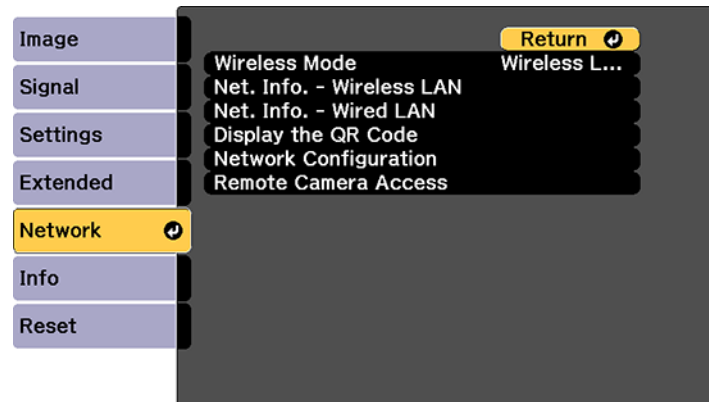 Image
Signal
Settings
Extended
Network
Info
Reset
Return
Wireless Mode Wireless L...
Net. Info. - Wireless LAN
Net. Info. - Wired LAN
Display the QR Code
Network Configuration
Remote Camera Access